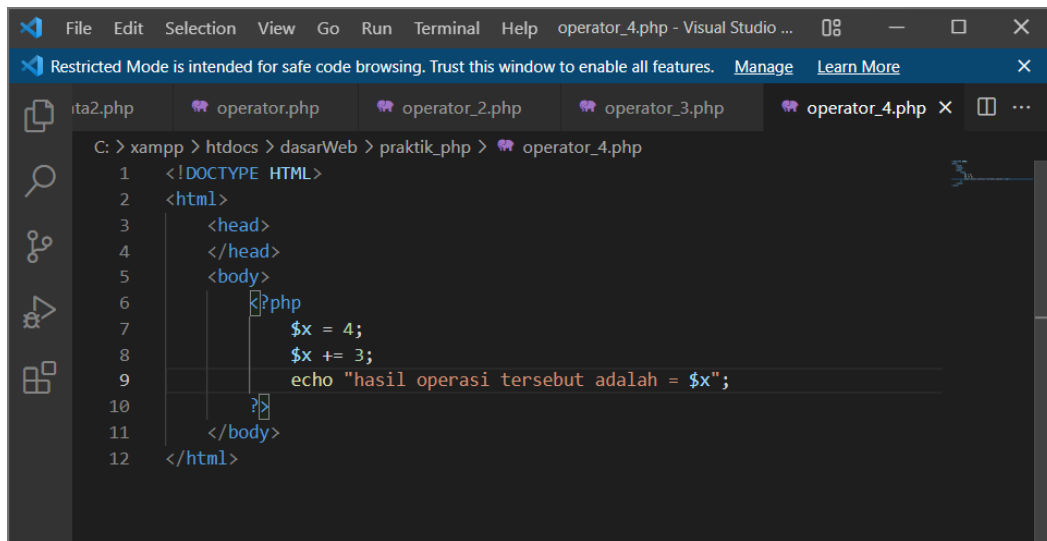 File Edit Selection View Go Run Terminal Help operator_4.php - Visual Studio ...
Restricted Mode is intended for safe code browsing. Trust this window to enable all features. Manage Learn More
ta2.php operator.php operator_2.php operator_3.php operator_4.php
C: > xampp > htdocs > dasarWeb > praktik_php > operator_4.php
1 <!DOCTYPE HTML>
2 <html>
3 <head>
4 </head>
5 <body>
6 <?php
7 $x = 4;
8 $x += 3;
9 echo "hasil operasi tersebut adalah = $x";
10 ?>
11 </body>
12 </html>